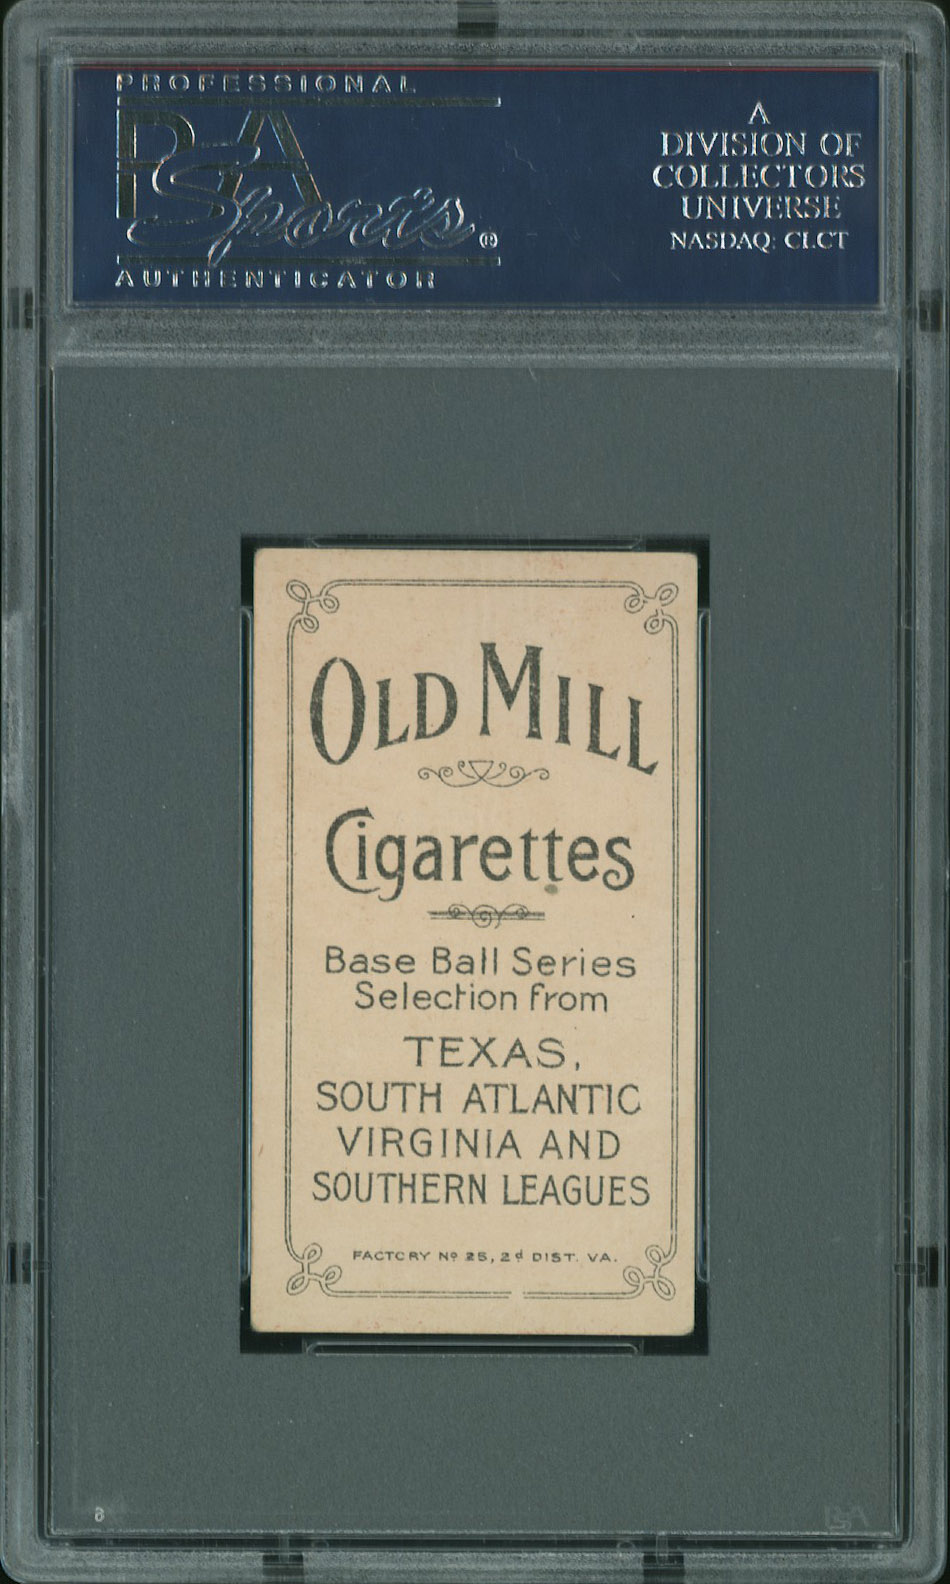 PROFESSIONAL
PSA
Sports®
AUTHENTICATOR
A
DIVISION OF
COLLECTORS
UNIVERSE
NASDAQ: CLCT
OLD MILL
Cigarettes
Base Ball Series
Selection from
TEXAS,
SOUTH ATLANTIC
VIRGINIA AND
SOUTHERN LEAGUES
FACTORY Nº 25, 2d DIST. VA.
PSA